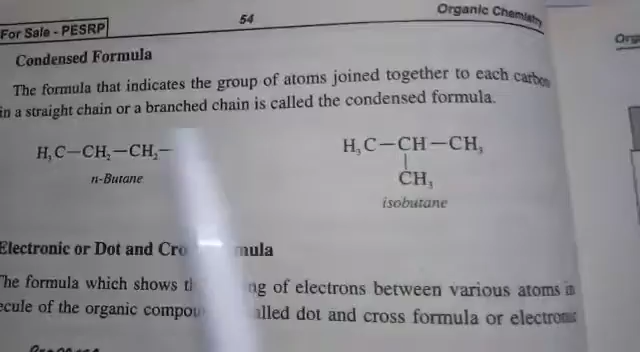 For Sale - PESRP
54
Organic Chemistry
Org
Condensed Formula
The formula that indicates the group of atoms joined together to each carbon
in a straight chain or a branched chain is called the condensed formula.
H₃C—CH₂—CH₂—
H₃C—CH—CH₃
CH₃
n-Butane
isobutane
Electronic or Dot and Cro mula
The formula which shows ng of electrons between various atoms in
ecule of the organic compou alled dot and cross formula or electronic